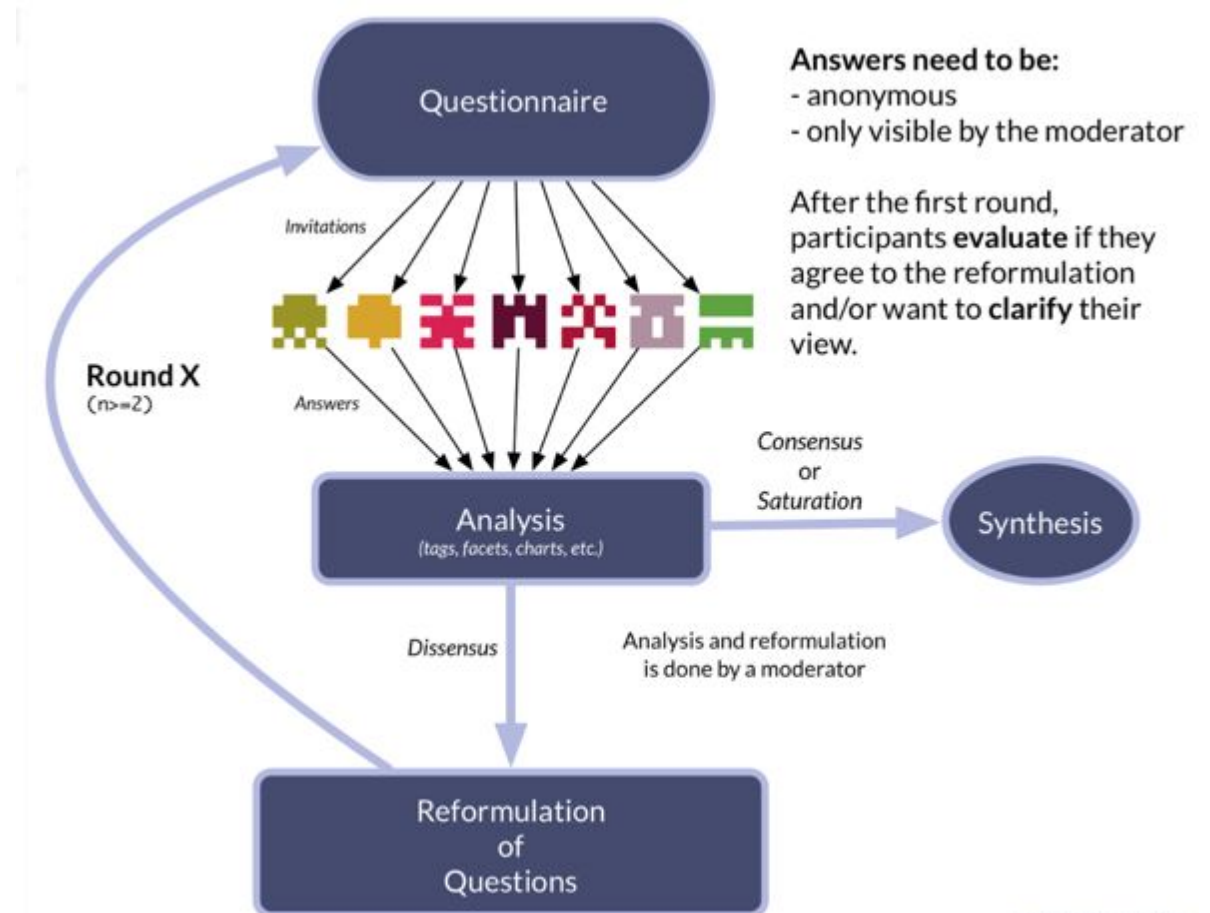 Questionnaire
Answers need to be:
- anonymous
- only visible by the moderator
After the first round,
participants evaluate if they
agree to the reformulation
and/or want to clarify their
view.
Invitations
Round X
(n>=2)
Answers
Analysis
(tags, facets, charts, etc.)
Consensus
or
Saturation
Synthesis
Dissensus
Analysis and reformulation
is done by a moderator
Reformulation
of
Questions